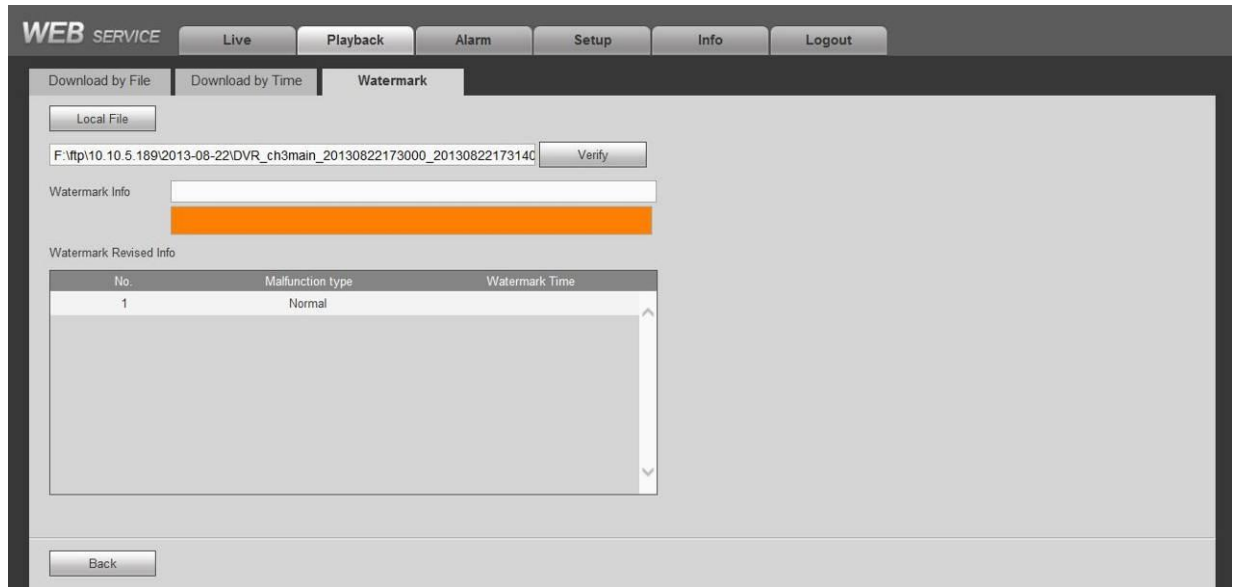 WEB SERVICE Live Playback Alarm Setup Info Logout
Download by File Download by Time Watermark
Local File
F:\ftp\10.10.5.189\2013-08-22\DVR_ch3main_20130822173000_20130822173140 Verify
Watermark Info
Watermark Revised Info
No. Malfunction type Watermark Time
1 Normal
Back